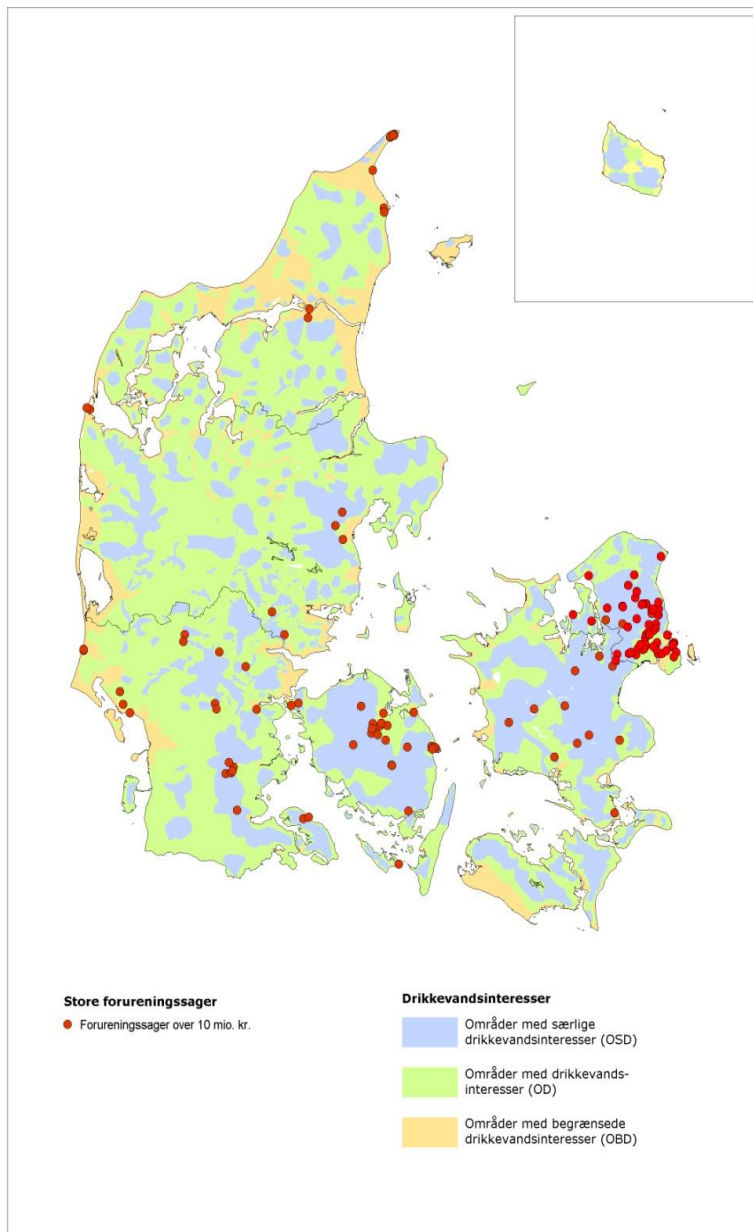 Store forureningssager
Forureningssager over 10 mio. kr.
Drikkevandsinteresser
Områder med særlige
drikkevandsinteresser (OSD)
Områder med drikkevands-
interesser (OD)
Områder med begrænsede
drikkevandsinteresser (OBD)